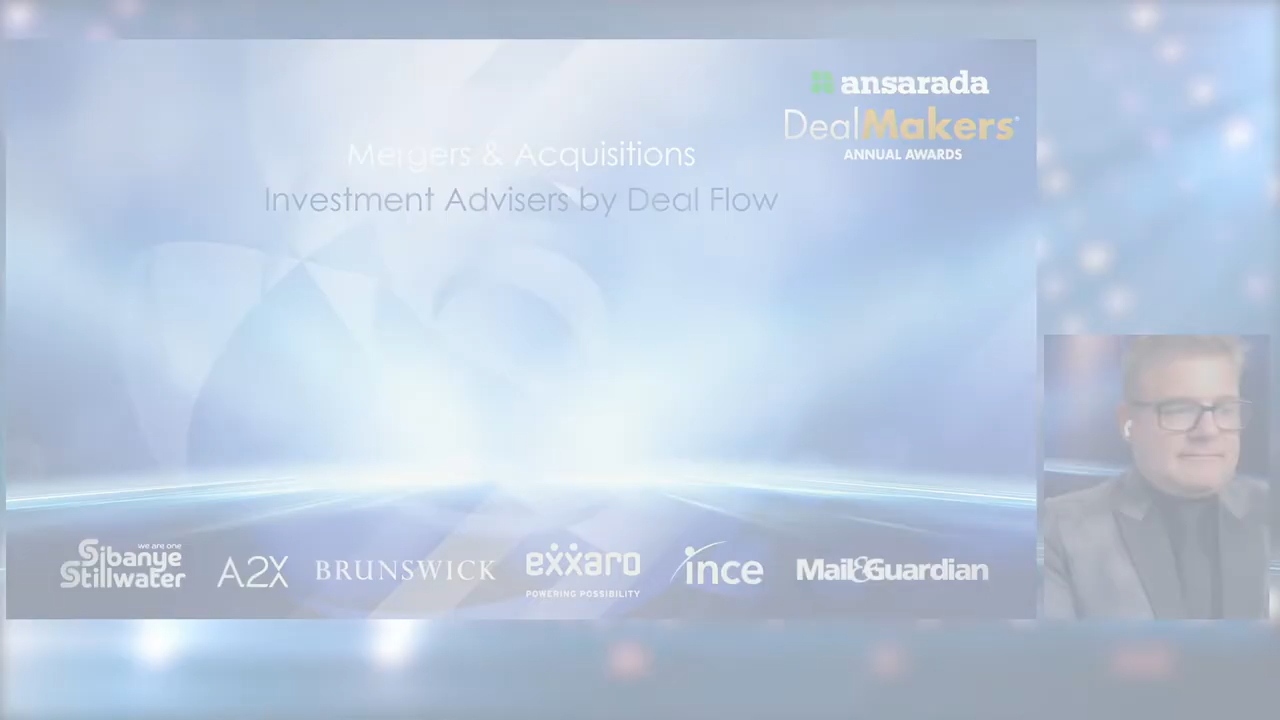 ansarada
DealMakers
ANNUAL AWARDS
Mergers & Acquisitions
Investment Advisers by Deal Flow
we are one
Sibanye
Stillwater
A2X
BRUNSWICK
exxaro
POWERING POSSIBILITY
ince
Mail&Guardian